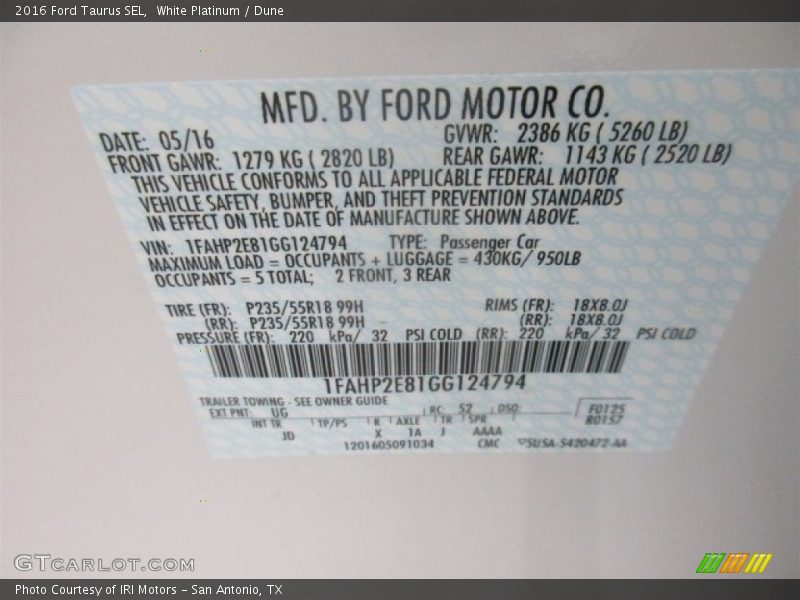 2016 Ford Taurus SEL, White Platinum / Dune
MFD. BY FORD MOTOR CO.
DATE: 05/16 GVWR: 2386 KG ( 5260 LB)
FRONT GAWR: 1279 KG ( 2820 LB) REAR GAWR: 1143 KG ( 2520 LB)
THIS VEHICLE CONFORMS TO ALL APPLICABLE FEDERAL MOTOR
VEHICLE SAFETY, BUMPER, AND THEFT PREVENTION STANDARDS
IN EFFECT ON THE DATE OF MANUFACTURE SHOWN ABOVE.
VIN: 1FAHP2E81GG124794 TYPE: Passenger Car
MAXIMUM LOAD = OCCUPANTS + LUGGAGE = 430KG/ 950LB
OCCUPANTS = 5 TOTAL; 2 FRONT, 3 REAR
TIRE (FR): P235/55R18 99H RIMS (FR): 18X8.0J
(RR): P235/55R18 99H (RR): 18X8.0J
PRESSURE (FR): 220 kPa/ 32 PSI COLD (RR): 220 kPa/ 32 PSI COLD
1FAHP2E81GG124794
TRAILER TOWING - SEE OWNER GUIDE
EXT PNT: UG RC: 52 DSO: F0125
R0157
INT TR TP/PS R AXLE TR SPR
JD X 1A J AAAA
1201605091034 CMC 5USA-5420472-AA
GTCARLOT.COM
Photo Courtesy of IRI Motors - San Antonio, TX